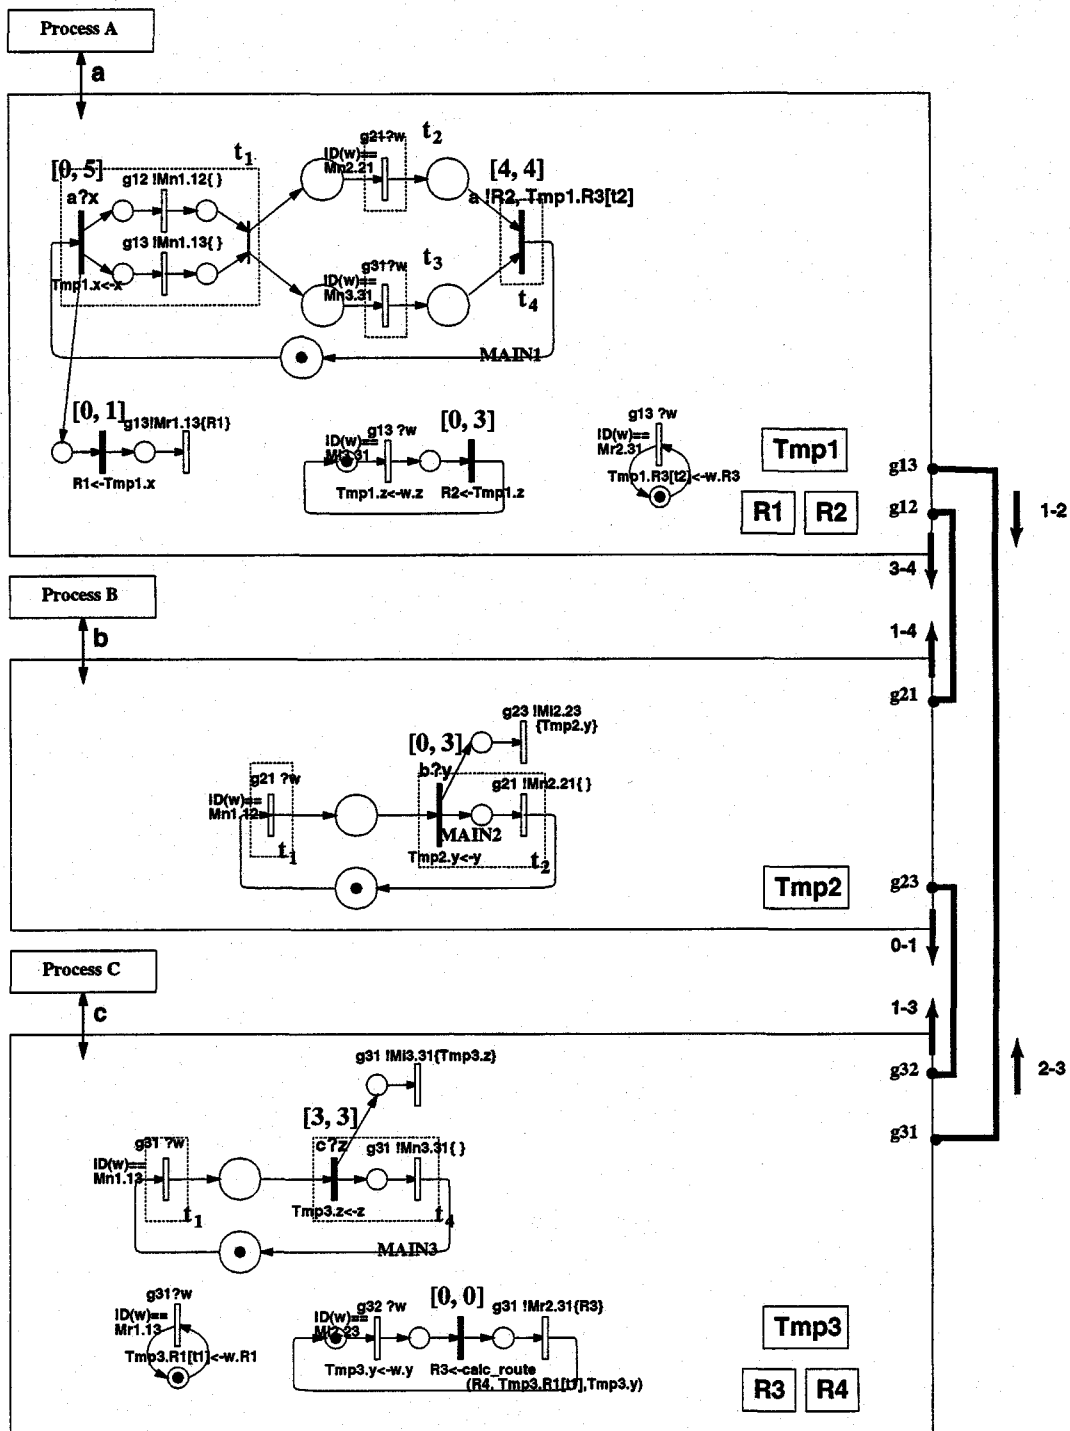 Process A
a
t1
g21?w
t2
[0, 5]
g12 !Mn1.12{ }
ID(w)==
Mn2.21
[4, 4]
a?x
a !R2, Tmp1.R3[t2]
g13 !Mn1.13{ }
g31?w
t3
ID(w)==
Mn3.31
Tmp1.x<-x
t4
MAIN1
[0, 1]
g13!Mr1.13{R1}
R1<-Tmp1.x
g13 ?w
[0, 3]
ID(w)==
Tmp1.z<-w.z
R2<-Tmp1.z
g13 ?w
ID(w)==
Mr2.31
Tmp1.R3[t2]<-w.R3
Tmp1
R1
R2
g13
g12
1-2
3-4
Process B
b
1-4
g21
g23 !MI2.23
{Tmp2.y}
[0, 3]
b?y
g21 ?w
g21 !Mn2.21{ }
ID(w)==
Mn1.12
MAIN2
t1
Tmp2.y<-y
t2
Tmp2
g23
0-1
Process C
c
1-3
g32
2-3
g31
g31 !MI3.31{Tmp3.z}
[3, 3]
g31 ?w
c?z
g31 !Mn3.31{ }
ID(w)==
Mn1.13
t1
Tmp3.z<-z
t4
MAIN3
g31?w
ID(w)==
Mr1.13
Tmp3.R1[t1]<-w.R1
g32 ?w
[0, 0]
g31 !Mr2.31{R3}
ID(w)==
Tmp3.y<-w.y
R3<-calc_route
(R4, Tmp3.R1[t1],Tmp3.y)
Tmp3
R3
R4